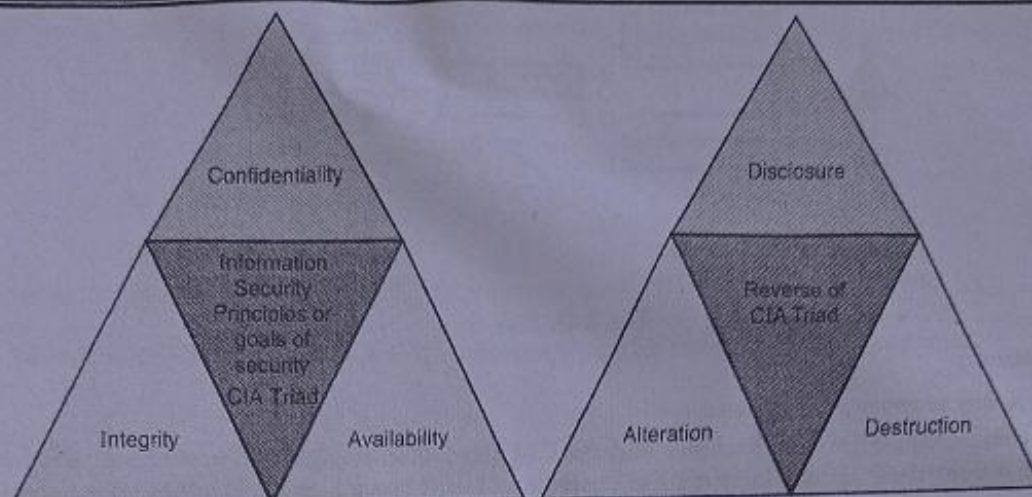 Confidentiality
Information
Security
Principles or
goals of
security
CIA Triad
Integrity
Availability
Disclosure
Reverse of
CIA Triad
Alteration
Destruction